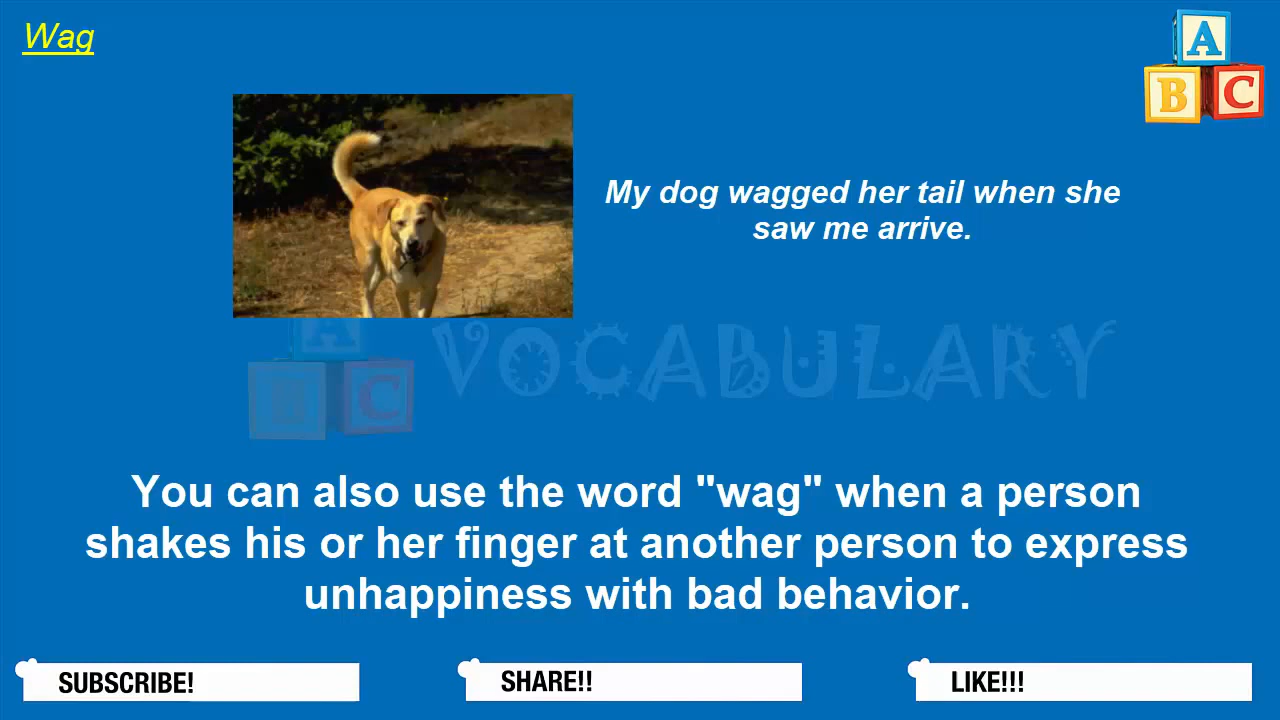 Wag
A
B C
My dog wagged her tail when she
saw me arrive.
A
B C
VOCABULARY
You can also use the word "wag" when a person
shakes his or her finger at another person to express
unhappiness with bad behavior.
SUBSCRIBE!
SHARE!!
LIKE!!!